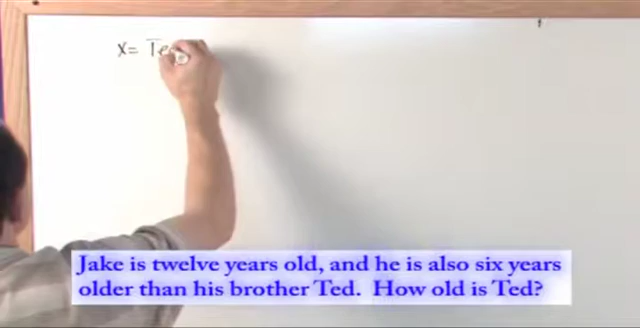 x= Te
Jake is twelve years old, and he is also six years
older than his brother Ted. How old is Ted?